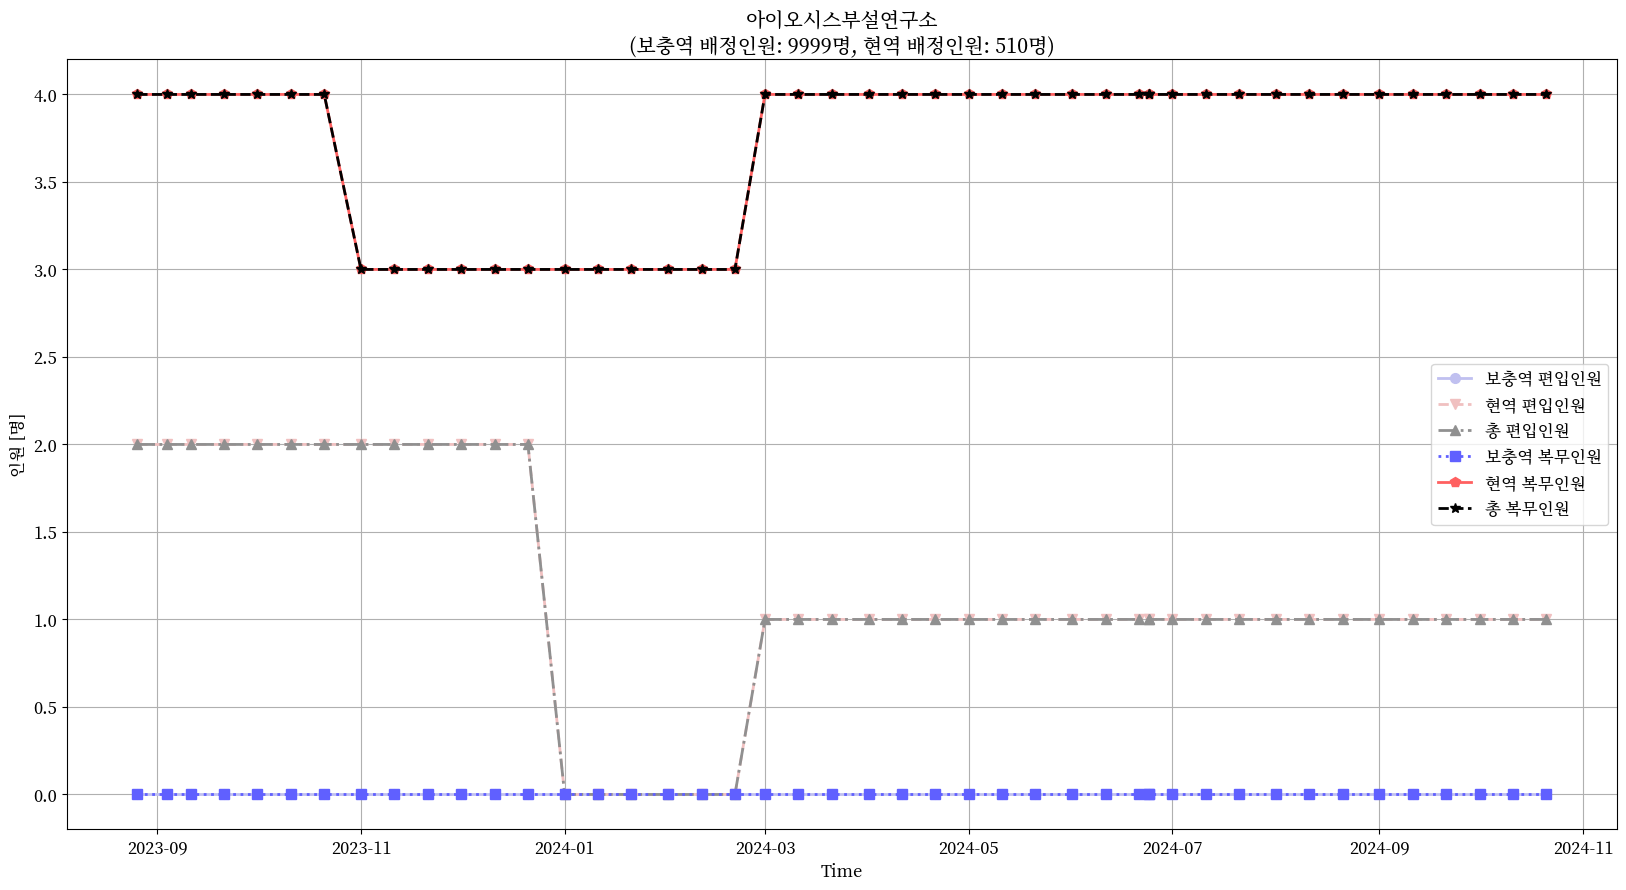 아이오시스부설연구소
(보충역 배정인원: 9999명, 현역 배정인원: 510명)
인원 [명]
4.0
3.5
3.0
2.5
2.0
1.5
1.0
0.5
0.0
보충역 편입인원
현역 편입인원
총 편입인원
보충역 복무인원
현역 복무인원
총 복무인원
2023-09
2023-11
2024-01
2024-03
2024-05
2024-07
2024-09
2024-11
Time